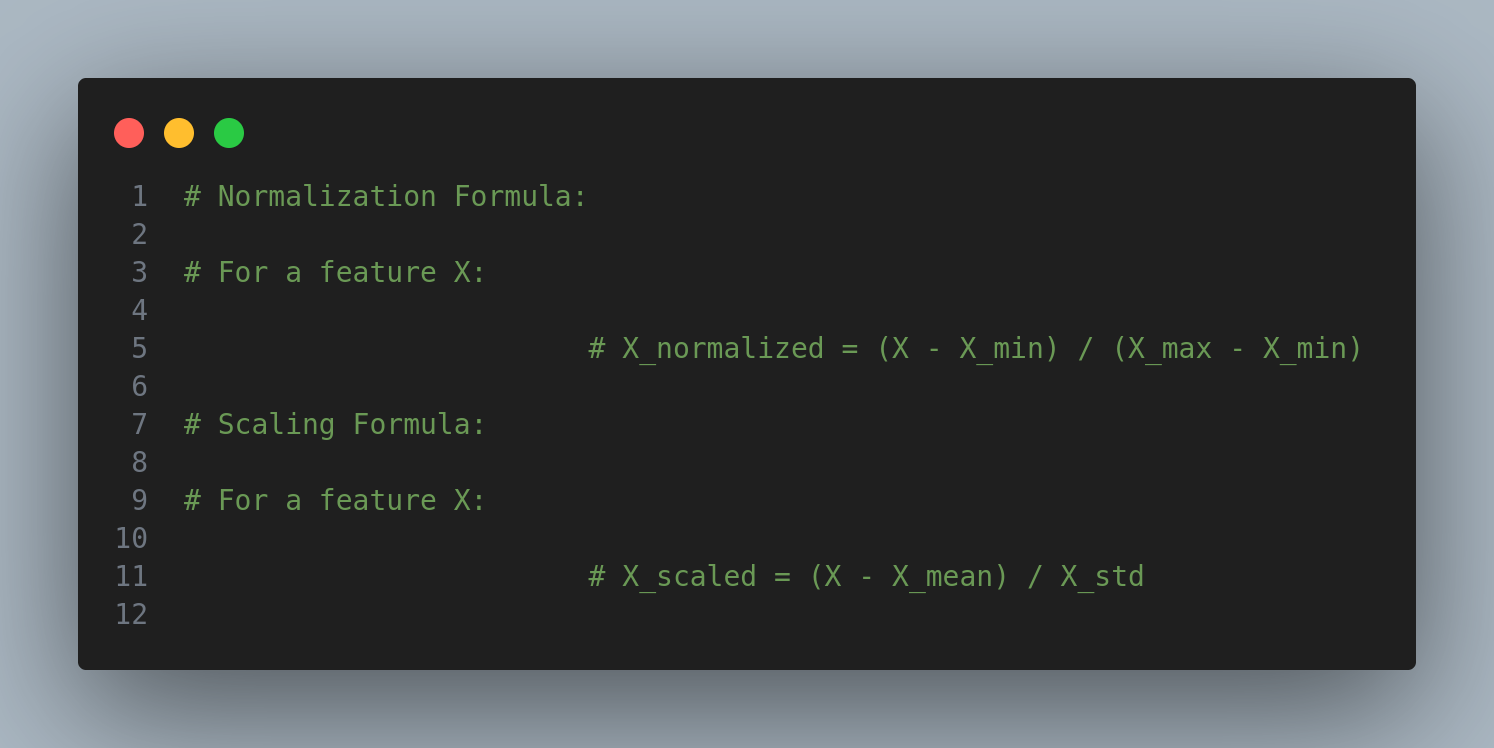 1 # Normalization Formula:
2
3 # For a feature X:
4
5 # X_normalized = (X - X_min) / (X_max - X_min)
6
7 # Scaling Formula:
8
9 # For a feature X:
10
11 # X_scaled = (X - X_mean) / X_std
12